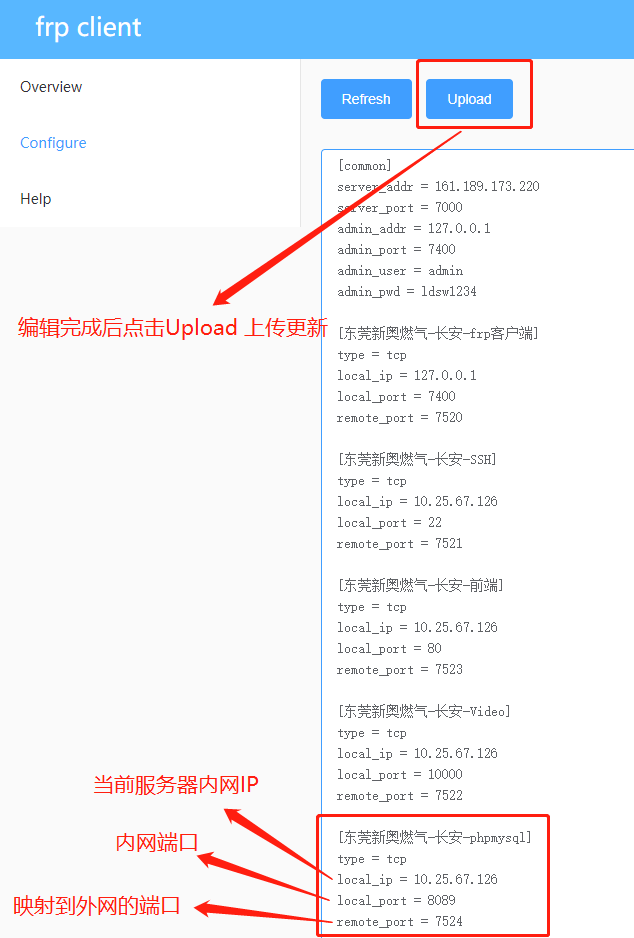 frp client
Overview
Configure
Help
Refresh
Upload
[common]
server_addr = 161.189.173.220
server_port = 7000
admin_addr = 127.0.0.1
admin_port = 7400
admin_user = admin
admin_pwd = ldsw1234
编辑完成后点击Upload 上传更新
[东莞新奥燃气-长安-frp客户端]
type = tcp
local_ip = 127.0.0.1
local_port = 7400
remote_port = 7520
[东莞新奥燃气-长安-SSH]
type = tcp
local_ip = 10.25.67.126
local_port = 22
remote_port = 7521
[东莞新奥燃气-长安-前端]
type = tcp
local_ip = 10.25.67.126
local_port = 80
remote_port = 7523
[东莞新奥燃气-长安-Video]
type = tcp
local_ip = 10.25.67.126
local_port = 10000
remote_port = 7522
当前服务器内网IP
内网端口
映射到外网的端口
[东莞新奥燃气-长安-phpmysql]
type = tcp
local_ip = 10.25.67.126
local_port = 8089
remote_port = 7524